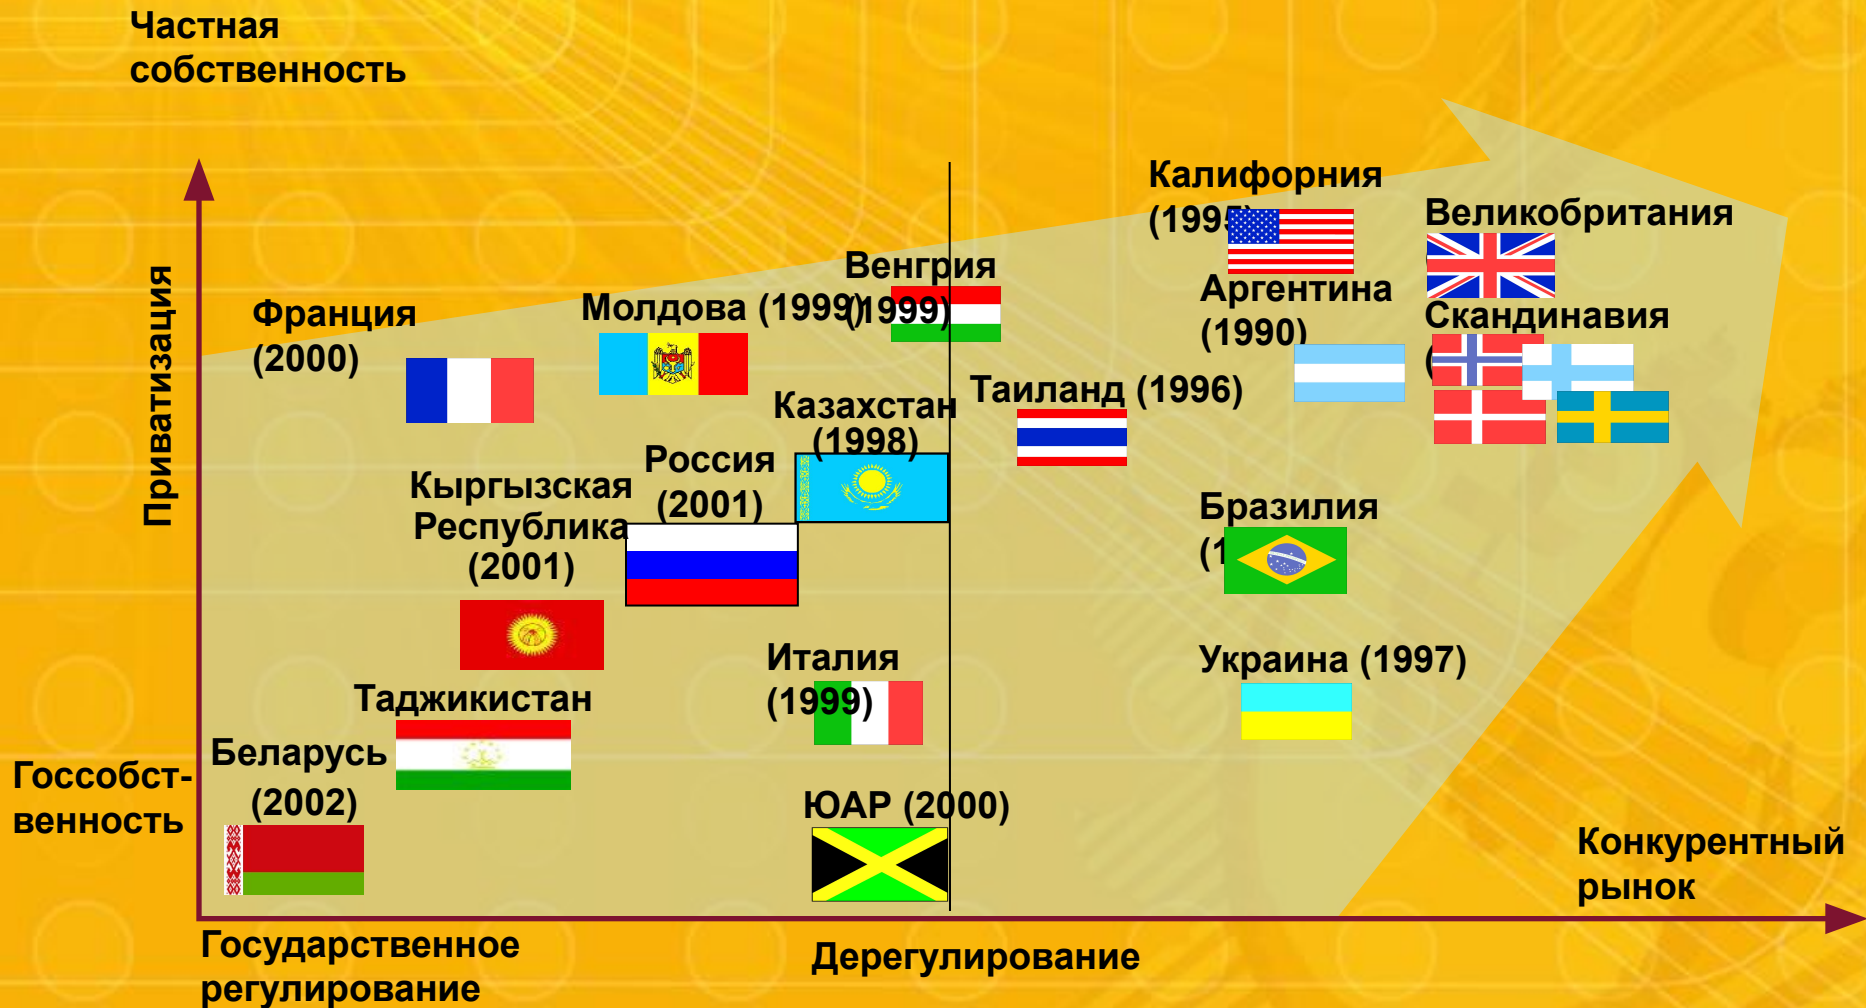 Частная
собственность
Приватизация
Калифорния
(1995)
Великобритания
Венгрия
(1999)
Аргентина
(1990)
Скандинавия
Молдова (1999)
Франция
(2000)
Таиланд (1996)
Казахстан
(1998)
Россия
(2001)
Кыргызская
Республика
(2001)
Бразилия
Италия
(1999)
Украина (1997)
Таджикистан
Беларусь
(2002)
Госсобст-
венность
ЮАР (2000)
Конкурентный
рынок
Государственное
регулирование
Дерегулирование